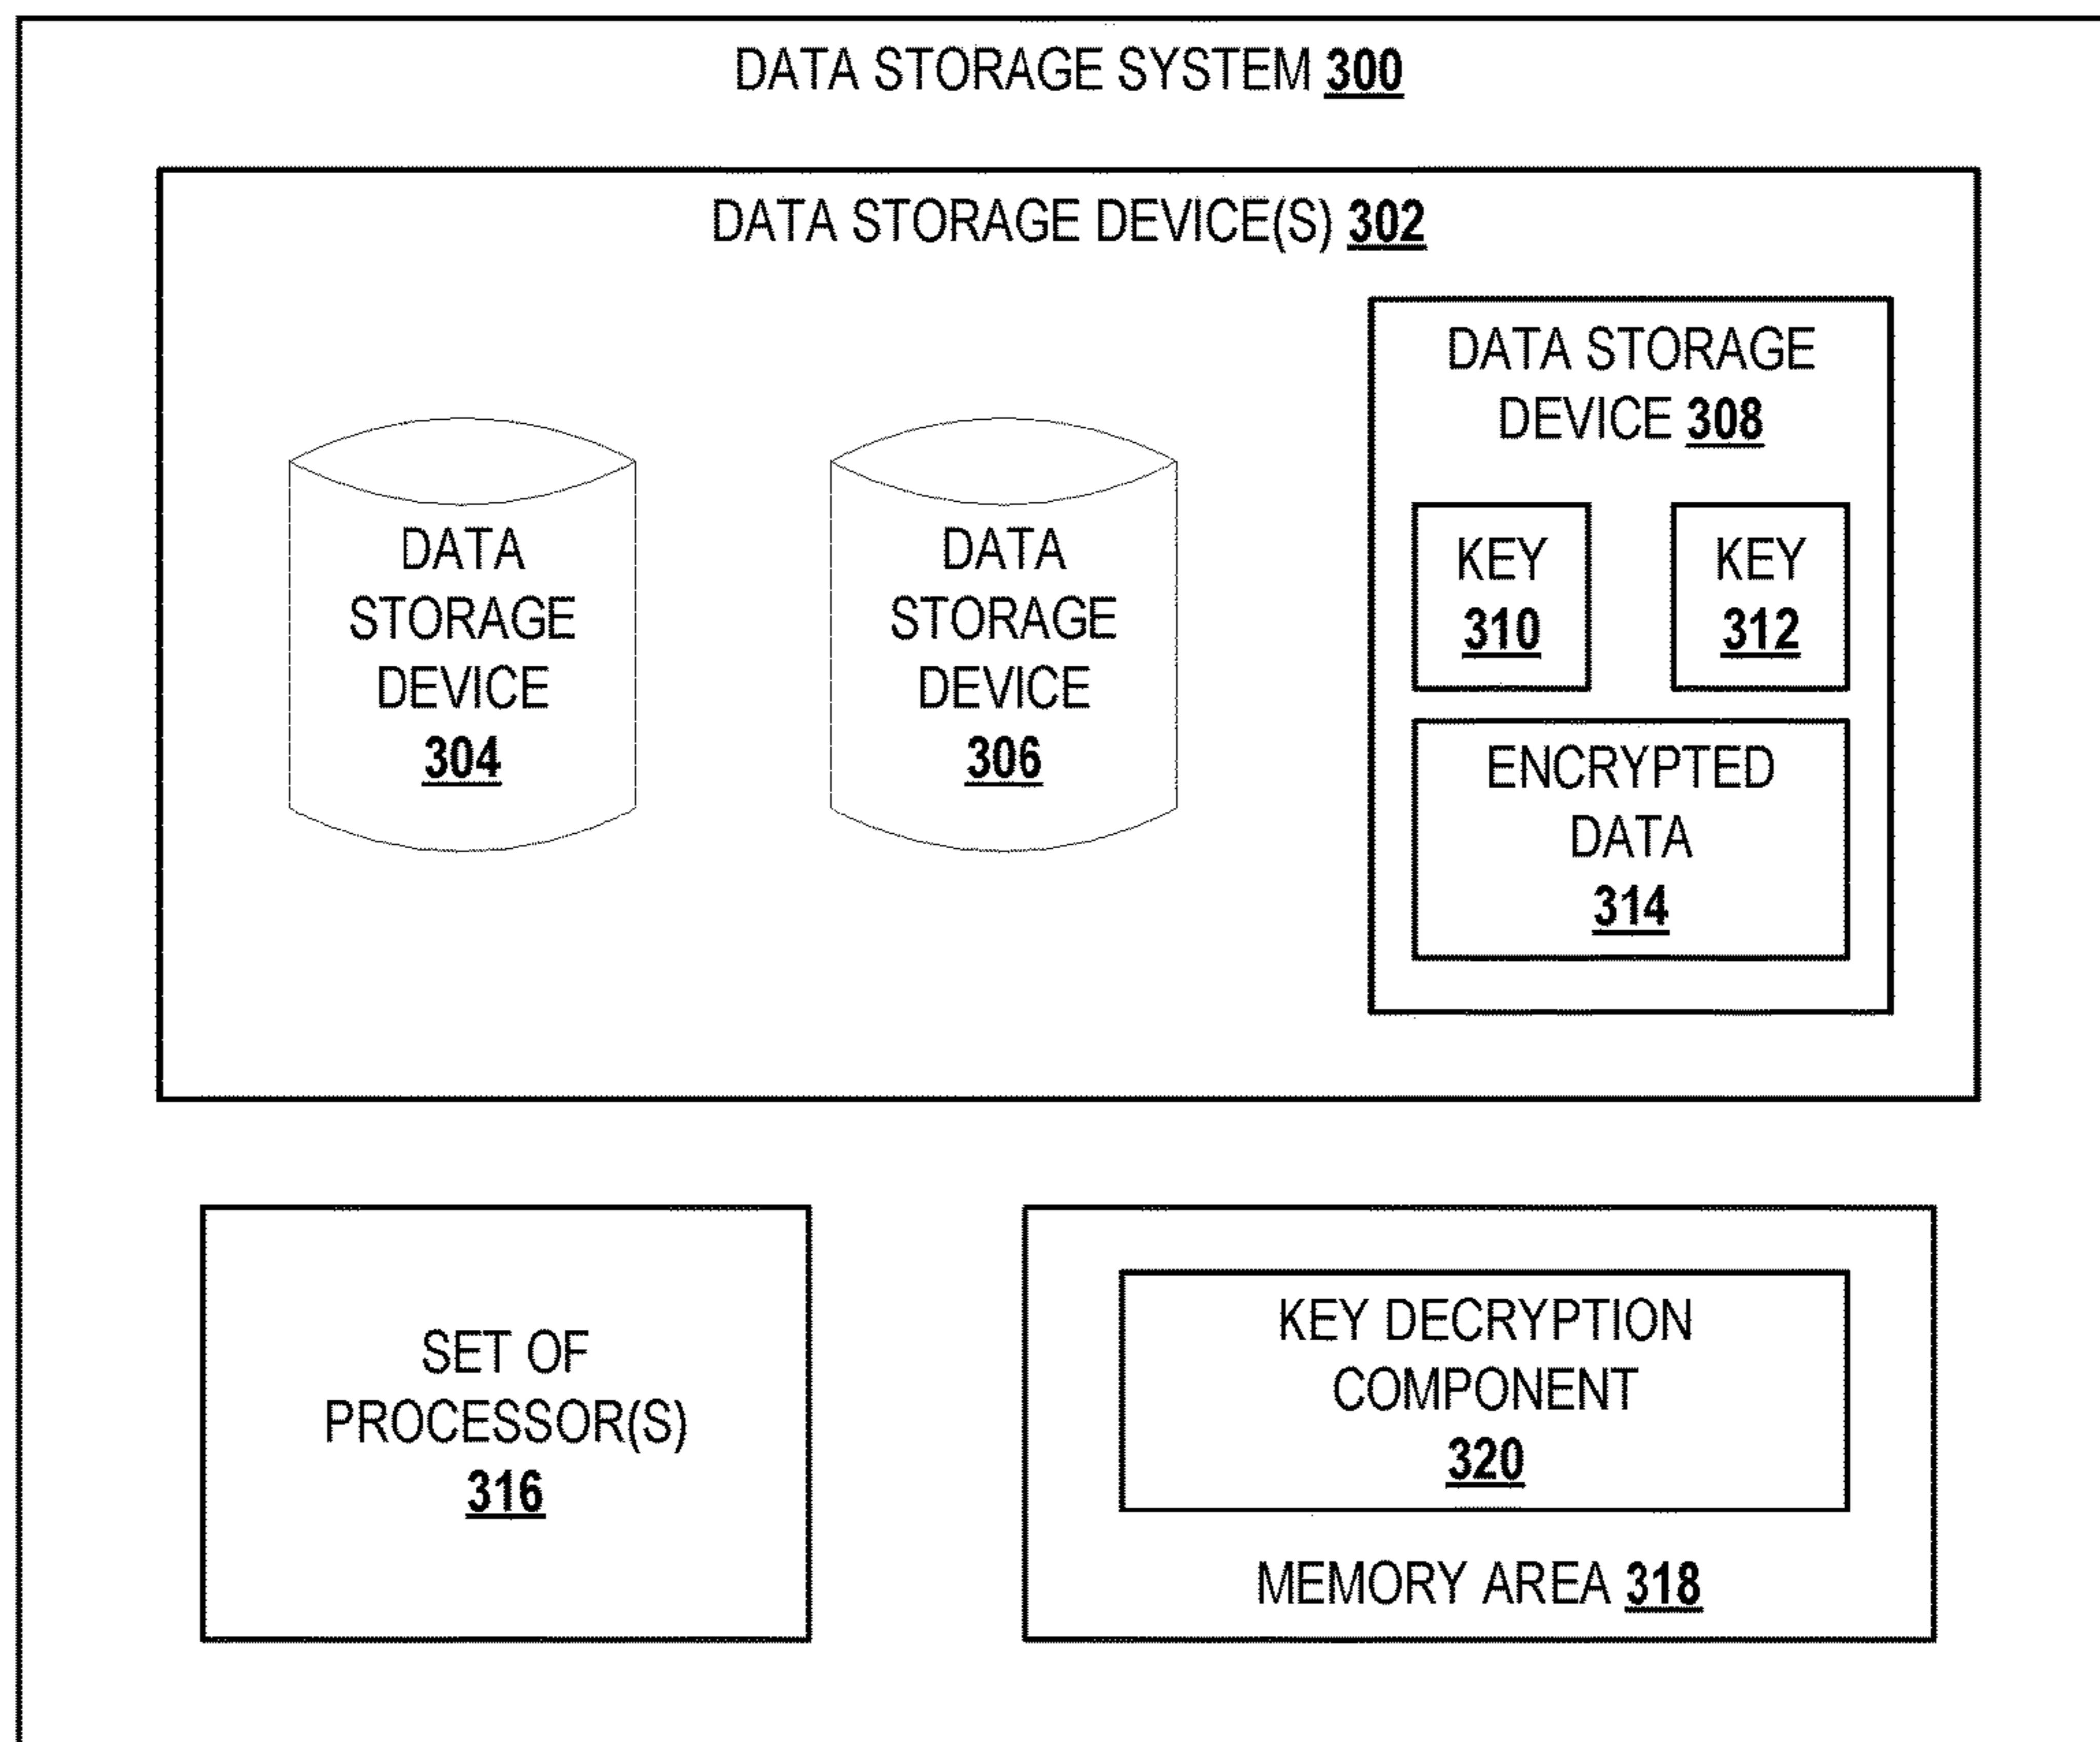 DATA STORAGE SYSTEM 300
DATA STORAGE DEVICE(S) 302
DATA
STORAGE
DEVICE
304
DATA
STORAGE
DEVICE
306
DATA STORAGE
DEVICE 308
KEY
310
KEY
312
ENCRYPTED
DATA
314
SET OF
PROCESSOR(S)
316
KEY DECRYPTION
COMPONENT
320
MEMORY AREA 318